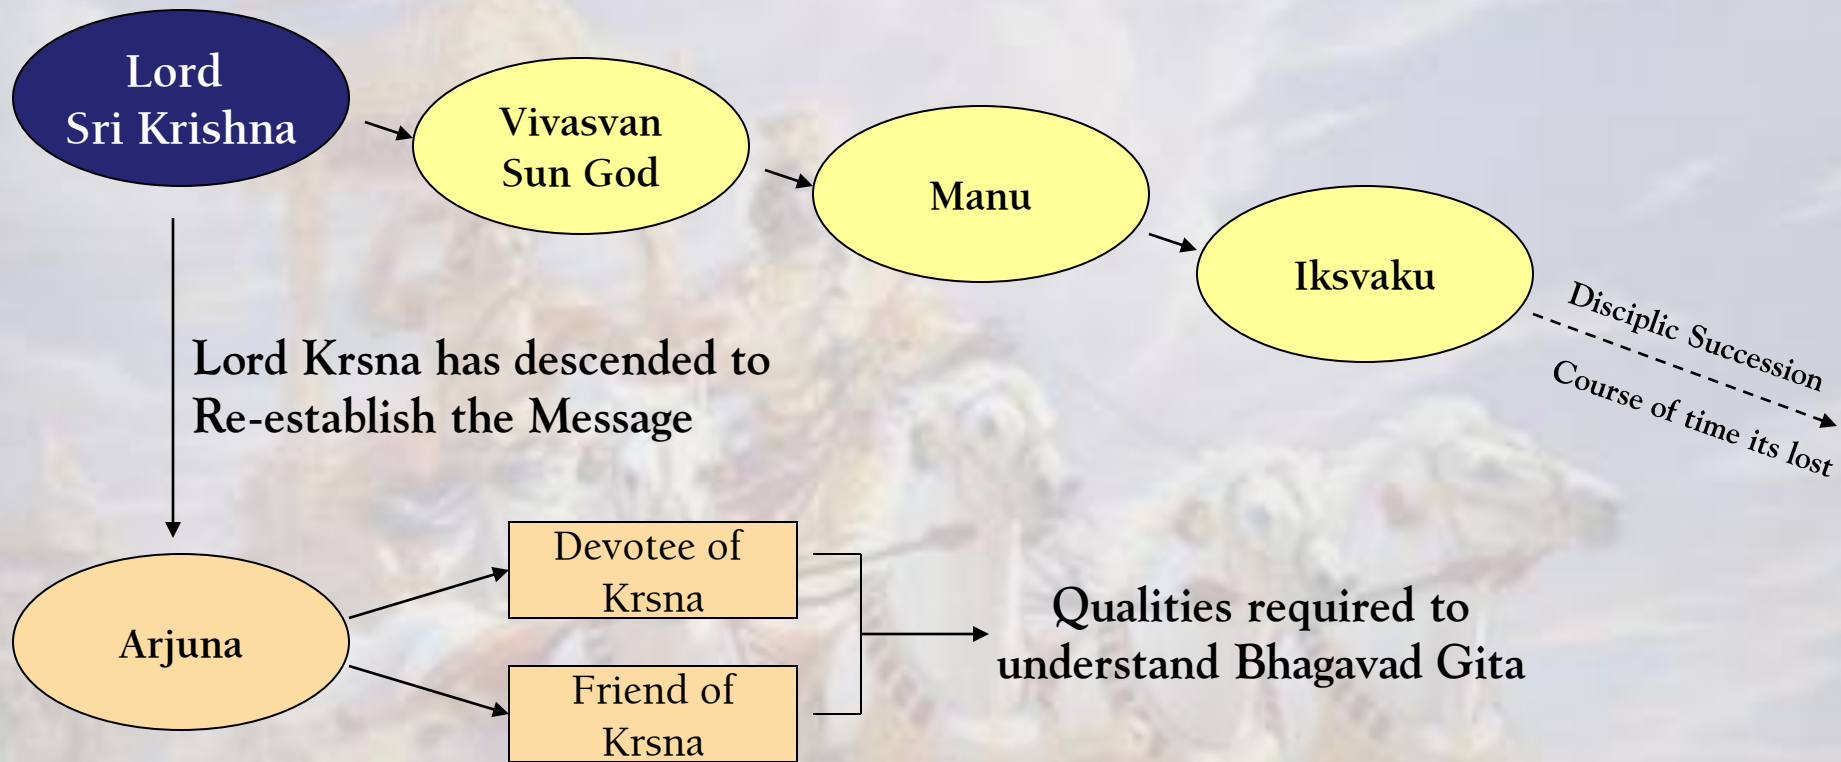 Lord
Sri Krishna
Vivasvan
Sun God
Manu
Iksvaku
Disciplic Succession
Course of time its lost
Lord Krsna has descended to
Re-establish the Message
Arjuna
Devotee of
Krsna
Friend of
Krsna
Qualities required to
understand Bhagavad Gita